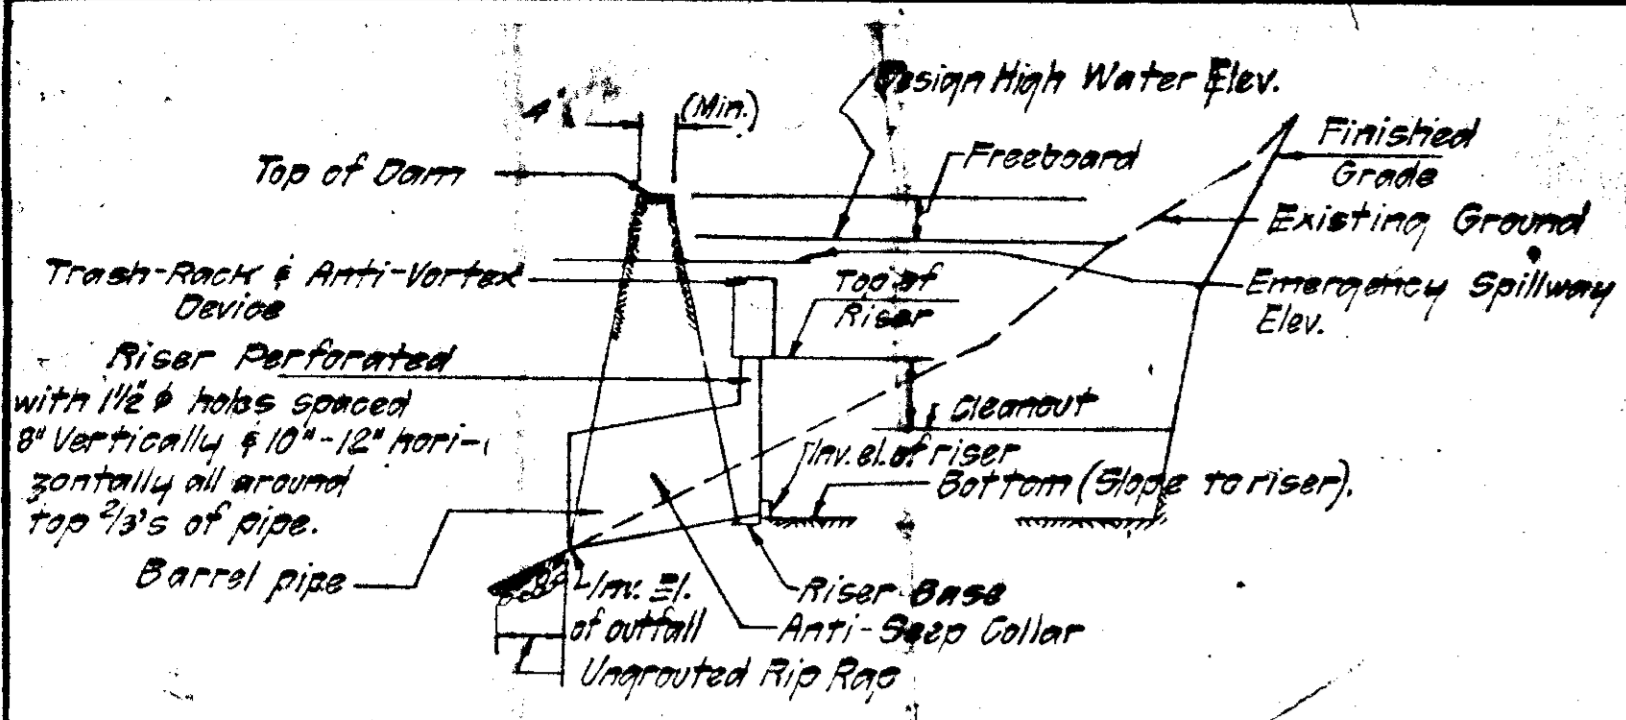 Design High Water Elev.
4' (Min.)
Finished
Grade
Freeboard
Top of Dam
Existing Ground
Trash-Rack & Anti-Vortex
Device
Top of
Riser
Emergency Spillway
Elev.
Riser Perforated
with 1½" ϕ holes spaced
8" Vertically & 10"-12" hori-
zontally all around
top 2/3's of pipe.
Cleanout
Inv. el. of riser
Bottom (Slope to riser).
Barrel pipe
Inv. El.
of outfall
Riser Base
Anti-Seep Collar
Ungrouted Rip Rap